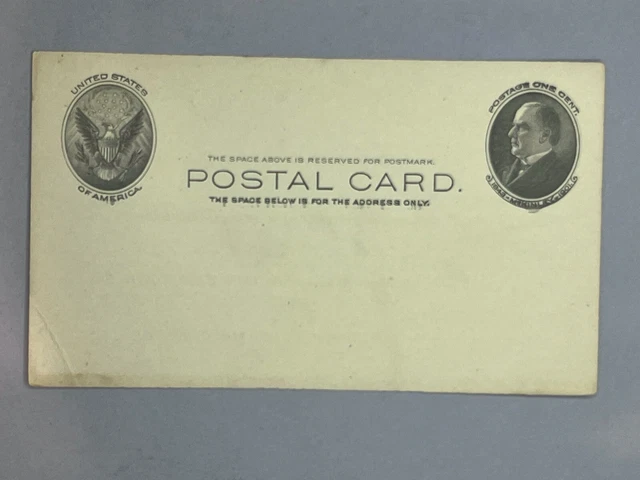 UNITED STATES
OF AMERICA.
THE SPACE ABOVE IS RESERVED FOR POSTMARK.
POSTAL CARD.
THE SPACE BELOW IS FOR THE ADDRESS ONLY.
POSTAGE ONE CENT.